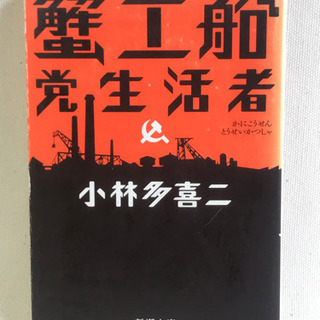 蟹工船
党生活者
かにこうせん
とうせいかつしゃ
小林多喜二